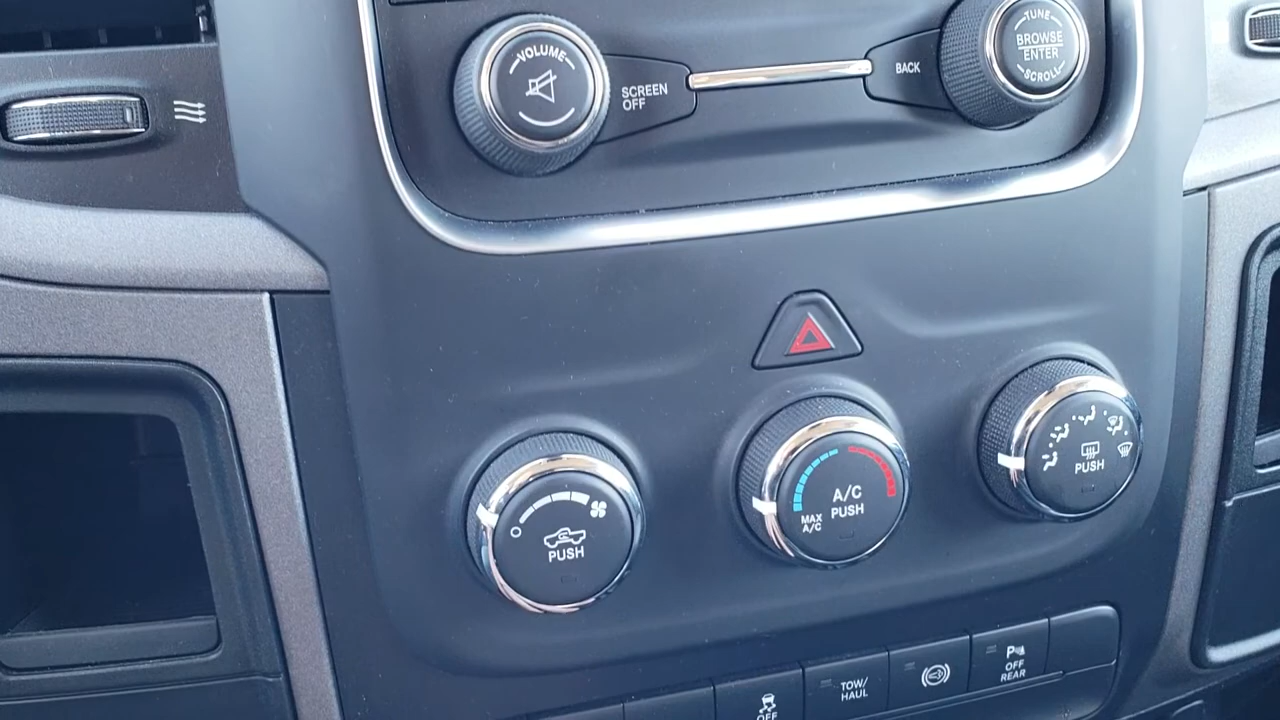 VOLUME
SCREEN
OFF
BACK
TUNE
BROWSE
ENTER
SCROLL
PUSH
A/C
PUSH
MAX
A/C
PUSH
OFF
TOW/
HAUL
P
OFF
REAR